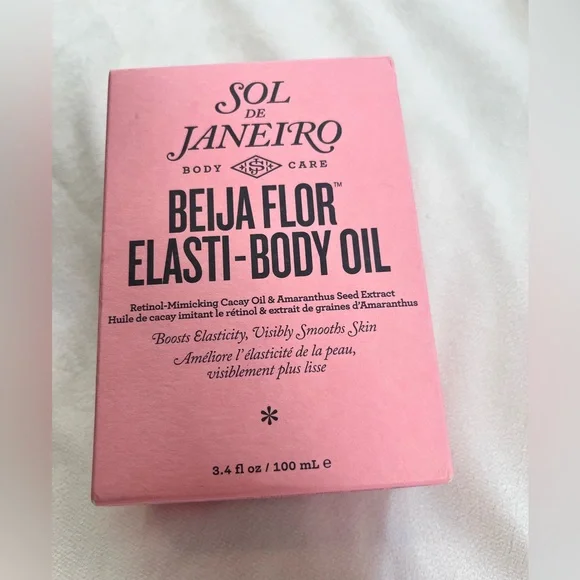 SOL
DE
JANEIRO
BODY S CARE
BEIJA FLOR™
ELASTI-BODY OIL
Retinol-Mimicking Cacay Oil & Amaranthus Seed Extract
Huile de cacay imitant le rétinol & extrait de graines d'Amaranthus
Boosts Elasticity, Visibly Smooths Skin
Améliore l'élasticité de la peau,
visiblement plus lisse
*
3.4 fl oz / 100 mL e